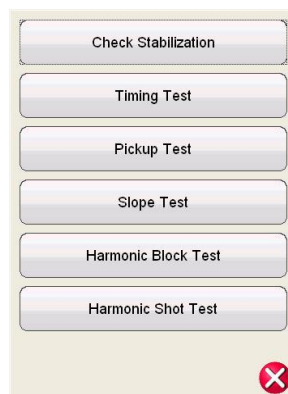 Check Stabilization
Timing Test
Pickup Test
Slope Test
Harmonic Block Test
Harmonic Shot Test